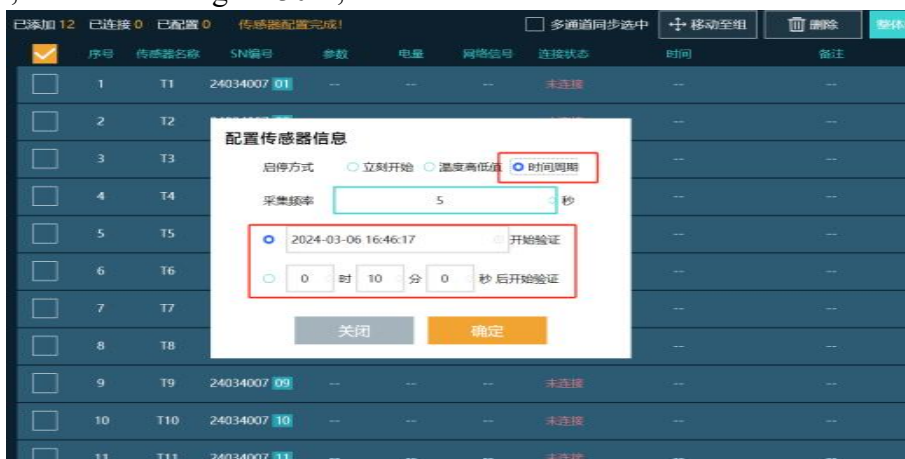 已添加 12 已连接 0 已配置 0 传感器配置完成! 多通道同步选中 移动至组 删除 整体
序号 传感器名称 SN编号 参数 电量 网络信号 连接状态 时间 备注
1 T1 24034007 01 -- -- -- 未连接 -- --
2 T2 -- --
3 T3 -- --
4 T4 -- --
5 T5 -- --
6 T6 -- --
7 T7 -- --
8 T8 -- --
9 T9 24034007 09 -- -- -- 未连接 -- --
10 T10 24034007 10 -- -- -- 未连接 -- --
11 T11 24034007 11 -- -- -- 未连接 -- --
配置传感器信息
启停方式 立刻开始 温度高低值 时间周期
采集频率 5 秒
2024-03-06 16:46:17 开始验证
0 时 10 分 0 秒 后开始验证
关闭 确定